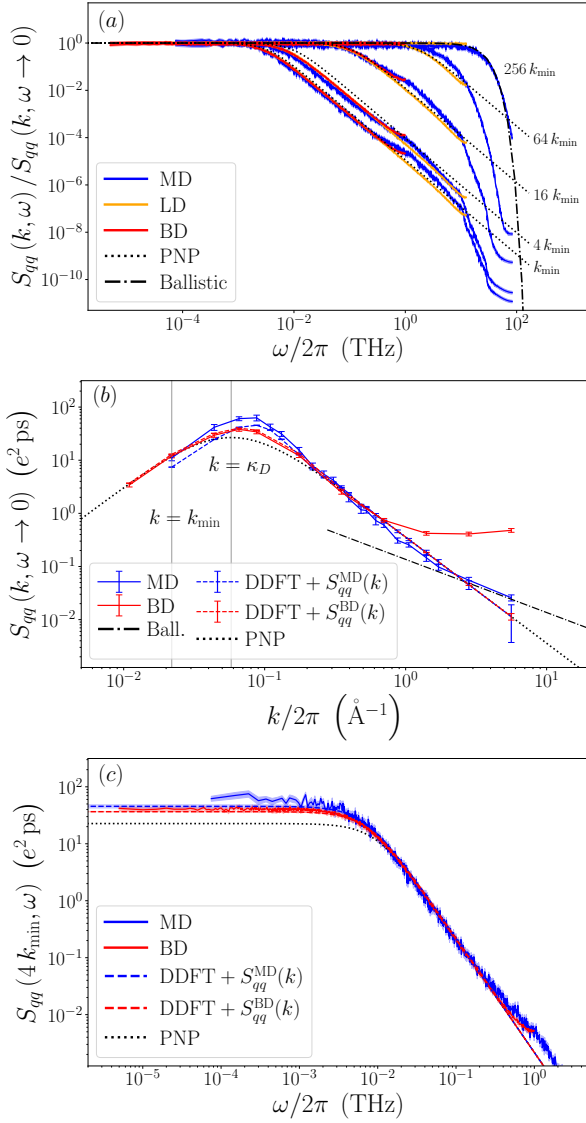 (a)
S_qq(k, ω)/S_qq(k, ω → 0)
10^0
10^−2
10^−4
10^−6
10^−8
10^−10
MD
LD
BD
PNP
Ballistic
256 k_min
64 k_min
16 k_min
4 k_min
k_min
10^−4
10^−2
10^0
10^2
ω/2π (THz)
(b)
S_qq(k, ω → 0) (e^2 ps)
10^2
10^1
10^0
10^−1
10^−2
k = κ_D
k = k_min
MD
BD
Ball.
DDFT + S_qq^MD(k)
DDFT + S_qq^BD(k)
PNP
10^−2
10^−1
10^0
10^1
k/2π (Å^−1)
(c)
S_qq(4 k_min, ω) (e^2 ps)
10^2
10^1
10^0
10^−1
10^−2
MD
BD
DDFT + S_qq^MD(k)
DDFT + S_qq^BD(k)
PNP
10^−5
10^−4
10^−3
10^−2
10^−1
10^0
ω/2π (THz)